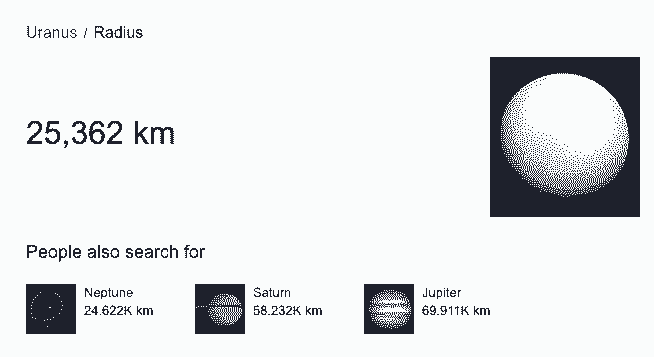 Uranus / Radius
25,362 km
People also search for
Neptune
24.622K km
Saturn
58.232K km
Jupiter
69.911K km